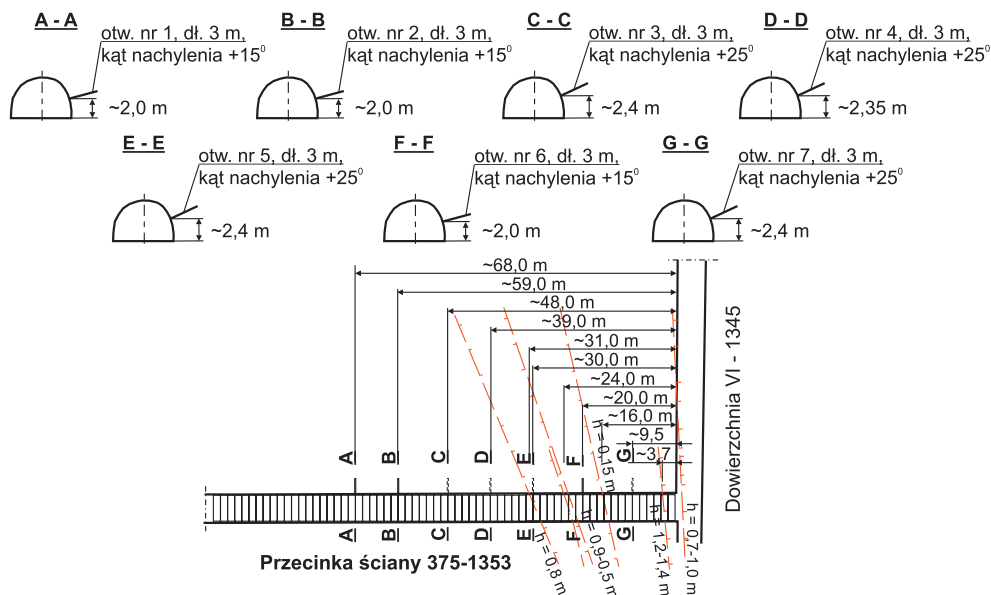 A - A
otw. nr 1, dł. 3 m,
kąt nachylenia +15⁰
~2,0 m
B - B
otw. nr 2, dł. 3 m,
kąt nachylenia +15⁰
~2,0 m
C - C
otw. nr 3, dł. 3 m,
kąt nachylenia +25⁰
~2,4 m
D - D
otw. nr 4, dł. 3 m,
kąt nachylenia +25⁰
~2,35 m
E - E
otw. nr 5, dł. 3 m,
kąt nachylenia +25⁰
~2,4 m
F - F
otw. nr 6, dł. 3 m,
kąt nachylenia +15⁰
~2,0 m
G - G
otw. nr 7, dł. 3 m,
kąt nachylenia +25⁰
~2,4 m
~68,0 m
~59,0 m
~48,0 m
~39,0 m
~31,0 m
~30,0 m
~24,0 m
~20,0 m
~16,0 m
~9,5
~3,7
A B C D E F G
h = 0,15 m
Dowierzchnia VI - 1345
A B C D E F G
h = 0,8 m
h = 0,9-0,5 m
h = 1,2-1,4 m
h = 0,7-1,0 m
Przecinka ściany 375-1353